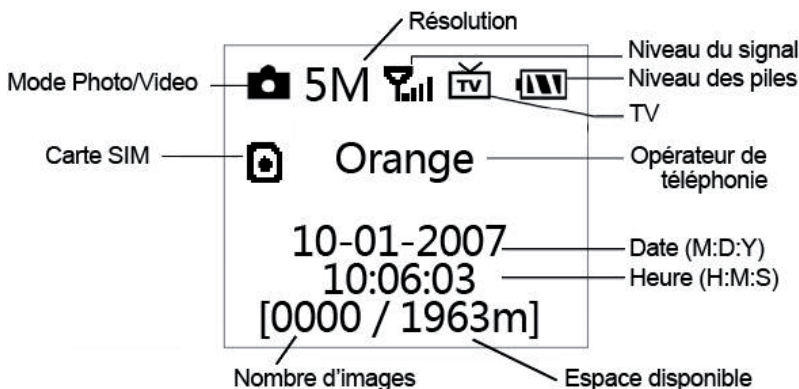 Résolution
Niveau du signal
Mode Photo/Video
5M
TV
Niveau des piles
TV
Carte SIM
Orange
Opérateur de
téléphonie
10-01-2007
Date (M:D:Y)
10:06:03
Heure (H:M:S)
[0000 / 1963m]
Nombre d'images
Espace disponible